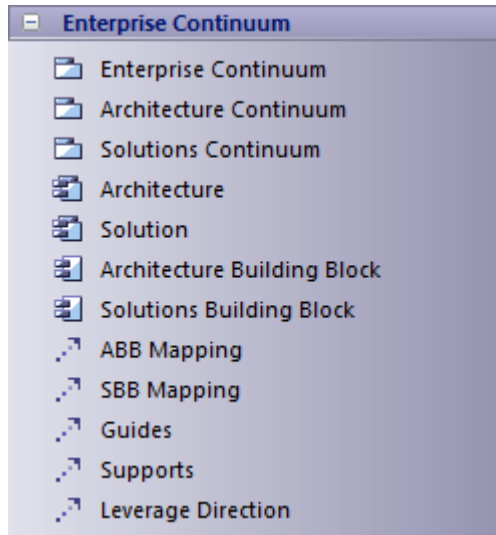 Enterprise Continuum
Enterprise Continuum
Architecture Continuum
Solutions Continuum
Architecture
Solution
Architecture Building Block
Solutions Building Block
ABB Mapping
SBB Mapping
Guides
Supports
Leverage Direction